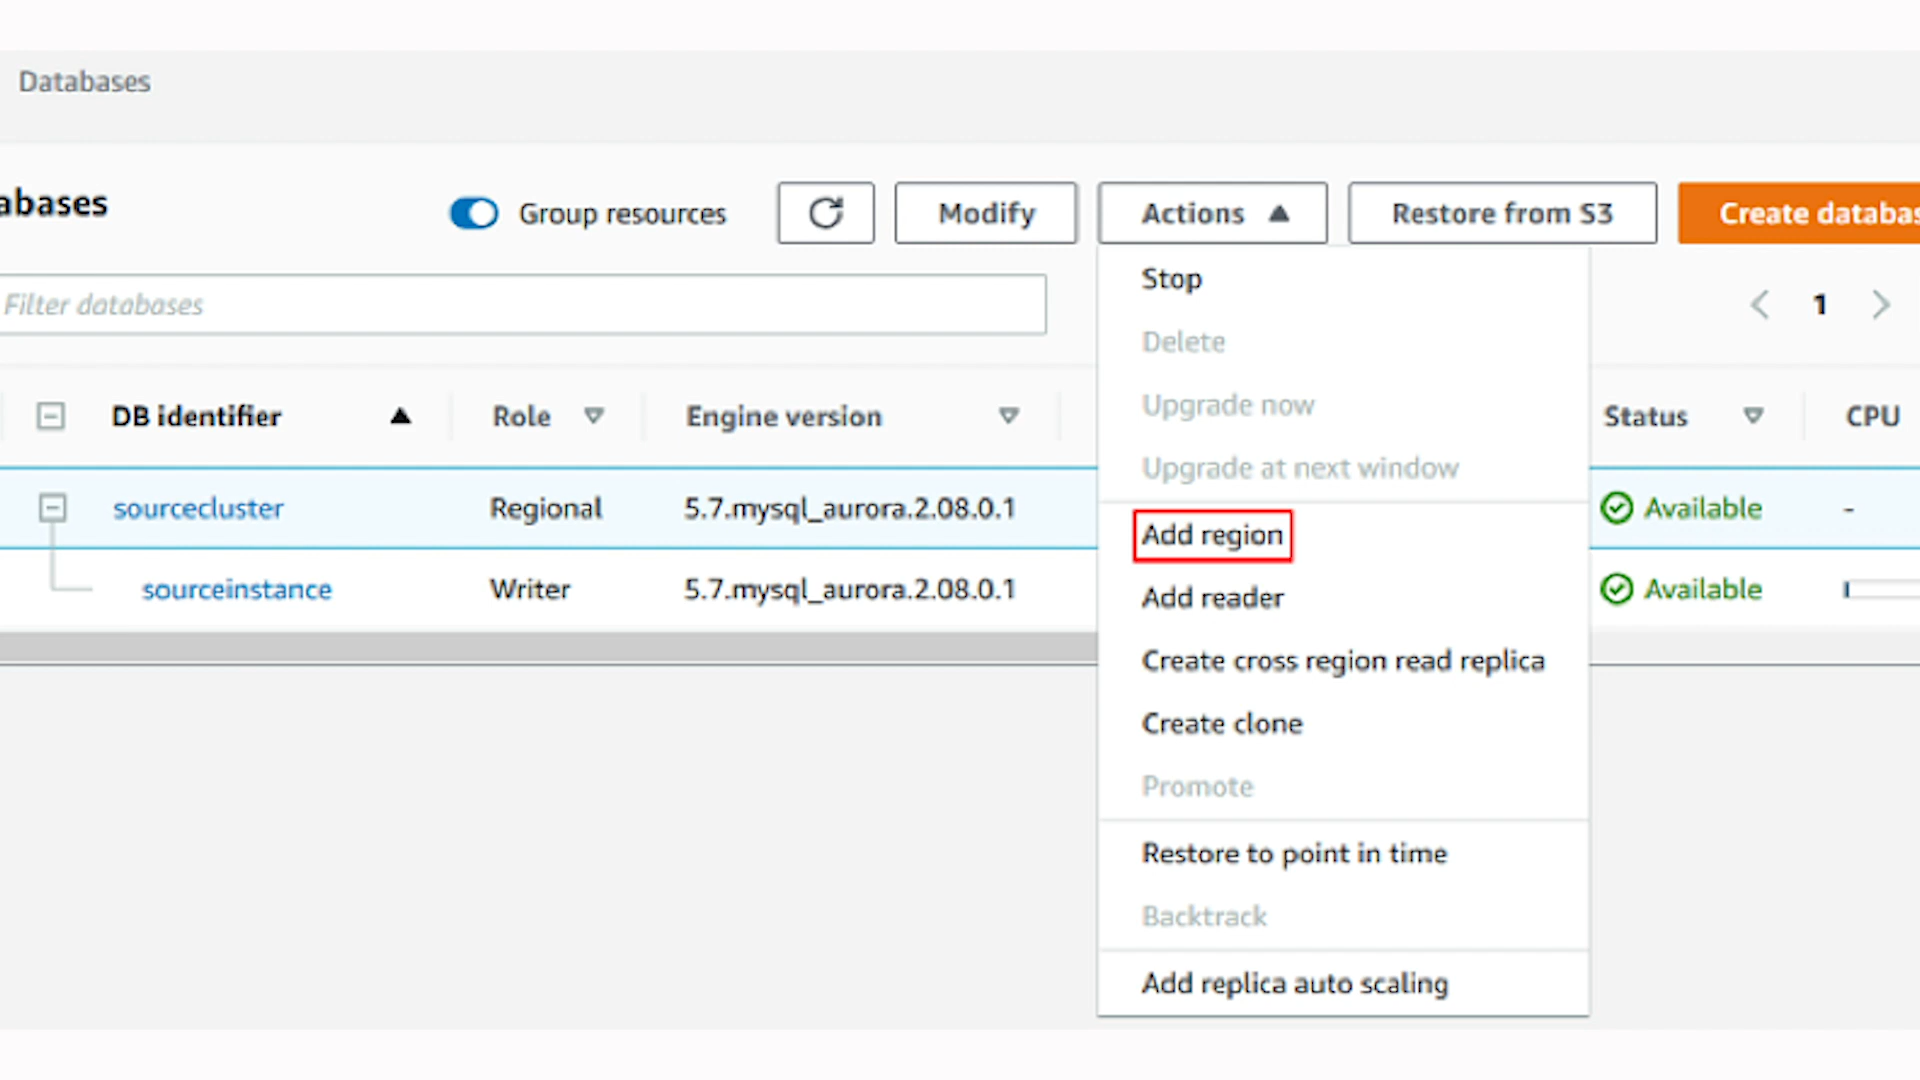 Databases
abases
Group resources
Modify
Actions
Restore from S3
Create databas
Filter databases
1
DB identifier
Role
Engine version
Status
CPU
sourcecluster
Regional
5.7.mysql_aurora.2.08.0.1
Available
-
sourceinstance
Writer
5.7.mysql_aurora.2.08.0.1
Available
Stop
Delete
Upgrade now
Upgrade at next window
Add region
Add reader
Create cross region read replica
Create clone
Promote
Restore to point in time
Backtrack
Add replica auto scaling